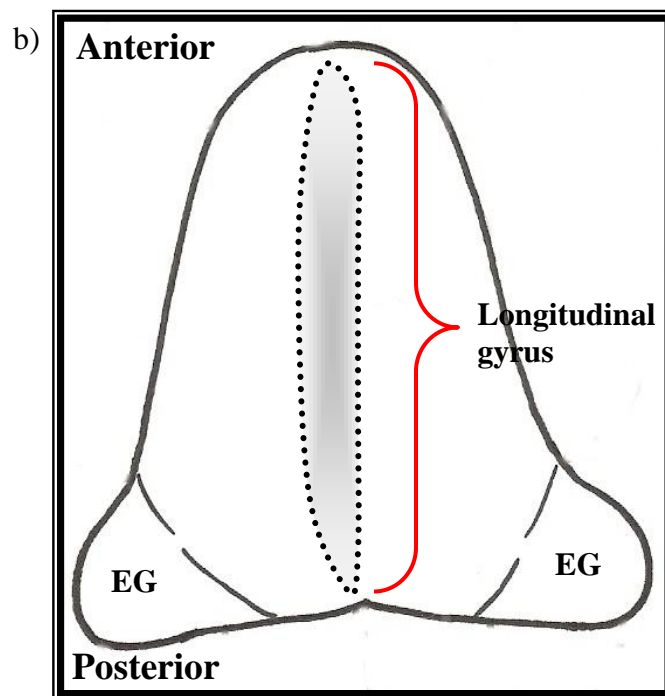 b)
Anterior
Longitudinal
gyrus
EG
EG
Posterior